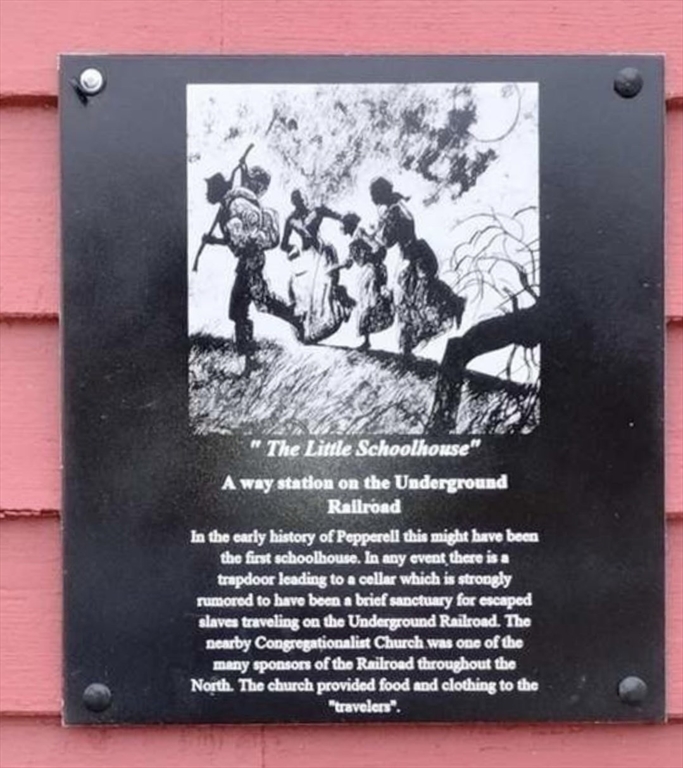 " The Little Schoolhouse"
A way station on the Underground
Railroad
In the early history of Pepperell this might have been
the first schoolhouse. In any event there is a
trapdoor leading to a cellar which is strongly
rumored to have been a brief sanctuary for escaped
slaves traveling on the Underground Railroad. The
nearby Congregationalist Church was one of the
many sponsors of the Railroad throughout the
North. The church provided food and clothing to the
"travelers".